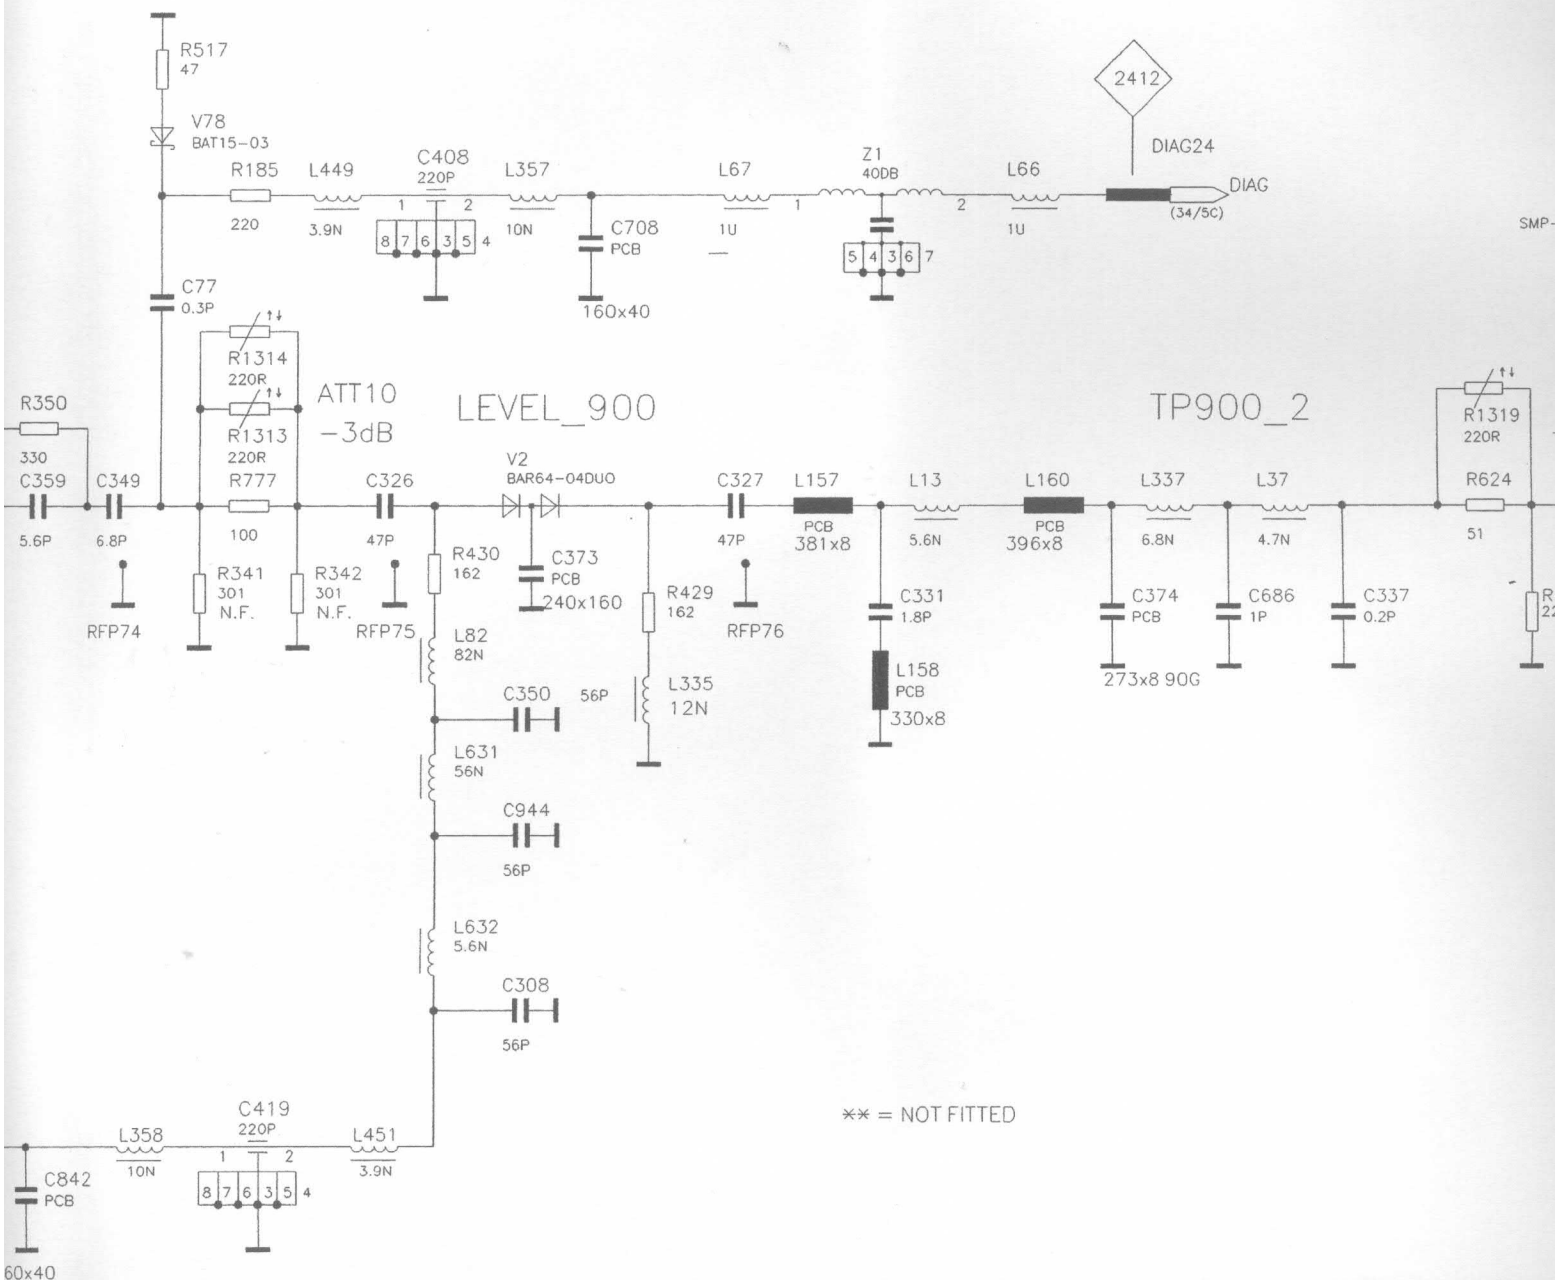 R517
47
V78
BAT15-03
2412
DIAG24
R185
220
L449
3.9N
C408
220P
1
2
8 7 6 3 5 4
L357
10N
C708
PCB
160x40
L67
1U
1
Z1
40DB
2
5 4 3 6 7
L66
1U
DIAG
(34/5C)
SMP-
C77
0.3P
R1314
220R
R1313
220R
ATT10
-3dB
LEVEL_900
TP900_2
R1319
220R
R350
330
C359
5.6P
C349
6.8P
R777
100
C326
47P
V2
BAR64-04DUO
C327
47P
L157
PCB
381x8
L13
5.6N
L160
PCB
396x8
L337
6.8N
L37
4.7N
R624
51
RFP74
R341
301
N.F.
R342
301
N.F.
RFP75
R430
162
C373
PCB
240x160
R429
162
RFP76
C331
1.8P
C374
PCB
273x8 90G
C686
1P
C337
0.2P
R
22
L82
82N
C350
56P
L335
12N
L158
PCB
330x8
L631
56N
C944
56P
L632
5.6N
C308
56P
** = NOT FITTED
C842
PCB
60x40
L358
10N
C419
220P
1
2
8 7 6 3 5 4
L451
3.9N